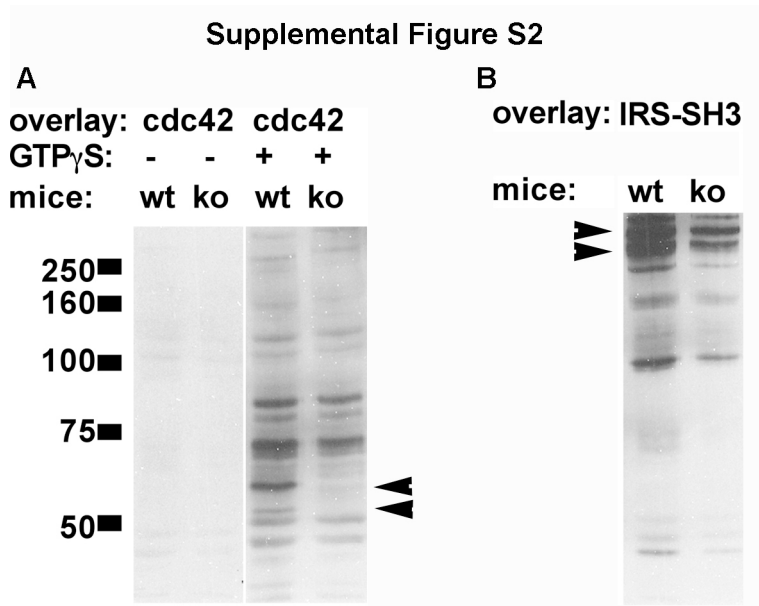 Supplemental Figure S2
A
overlay: cdc42 cdc42
GTPγS: - - + +
mice: wt ko wt ko
250
160
100
75
50
B
overlay: IRS-SH3
mice: wt ko